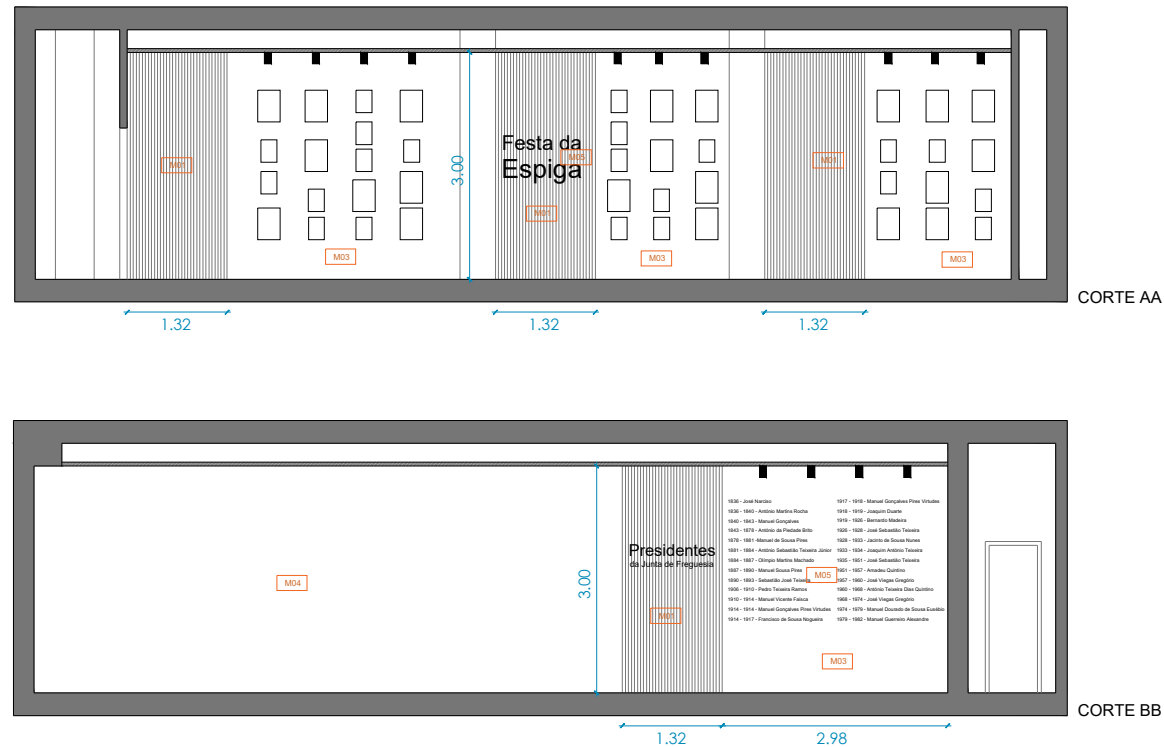 M01
Festa da
Espiga
M05
M01
M01
3.00
M03
M03
M03
CORTE AA
1.32
1.32
1.32
1836 - José Narciso
1836 - 1840 - António Martins Rocha
1840 - 1843 - Manuel Gonçalves
1843 - 1878 - António da Piedade Brito
1878 - 1881 -Manuel de Sousa Pires
1881 - 1884 - António Sebastião Teixeira Júnior
1884 - 1887 - Olímpio Martins Machado
1887 - 1890 - Manuel Sousa Pires
1890 - 1893 - Sebastião José Teixeira
1906 - 1910 - Pedro Teixeira Ramos
1910 - 1914 - Manuel Vicente Faísca
1914 - 1914 - Manuel Gonçalves Pires Virtudes
1914 - 1917 - Francisco de Sousa Nogueira
1917 - 1918 - Manuel Gonçalves Pires Virtudes
1918 - 1919 - Joaquim Duarte
1919 - 1926 - Bernardo Madeira
1926 - 1928 - José Sebastião Teixeira
1928 - 1933 - Jacinto de Sousa Nunes
1933 - 1934 - Joaquim António Teixeira
1935 - 1951 - José Sebastião Teixeira
1951 - 1957 - Amadeu Quintino
1957 - 1960 - José Viegas Gregório
1960 - 1968 - António Teixeira Dias Quintino
1968 - 1974 - José Viegas Gregório
1974 - 1979 - Manuel Dourado de Sousa Eusébio
1979 - 1982 - Manuel Guerreiro Alexandre
Presidentes
da Junta de Freguesia
M05
M04
3.00
M01
M03
CORTE BB
1.32
2.98